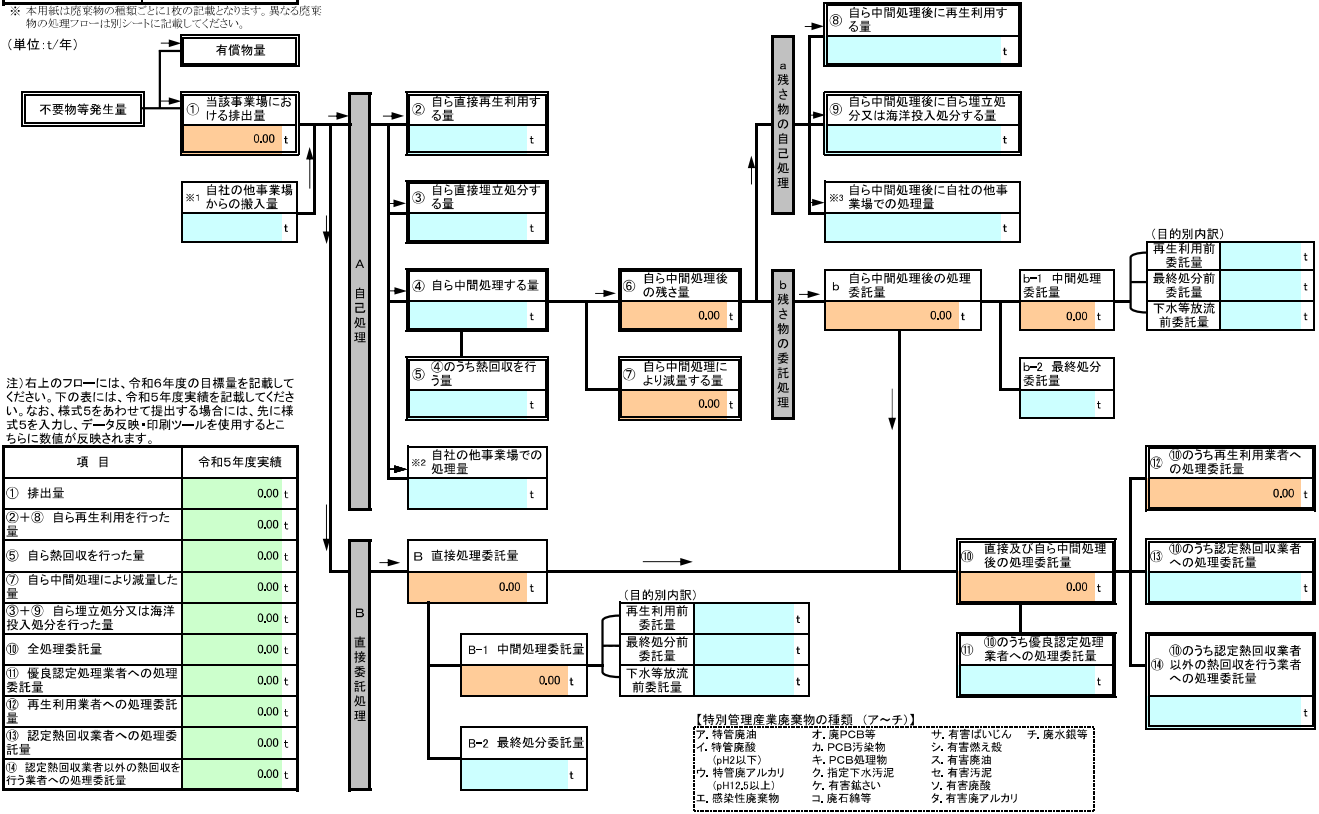 ※ 本用紙は廃棄物の種類ごとに1枚の記載となります。異なる廃棄
物の処理フローは別シートに記載してください。
(単位:t/年)
有償物量
不要物等発生量
① 当該事業場にお
ける排出量
0.00 t
※1 自社の他事業場
からの搬入量
t
A 自己処理
② 自ら直接再生利用す
る量
t
③ 自ら直接埋立処分す
る量
t
④ 自ら中間処理する量
t
⑤ ④のうち熱回収を行
う量
t
※2 自社の他事業場での
処理量
t
⑥ 自ら中間処理後
の残さ量
0.00 t
⑦ 自ら中間処理に
より減量する量
0.00 t
a 残さ物の自己処理
⑧ 自ら中間処理後に再生利用す
る量
t
⑨ 自ら中間処理後に自ら埋立処
分又は海洋投入処分する量
t
※3 自ら中間処理後に自社の他事
業場での処理量
t
b 残さ物の委託処理
b 自ら中間処理後の処理
委託量
0.00 t
b-1 中間処理
委託量
0.00 t
(目的別内訳)
再生利用前
委託量
t
最終処分前
委託量
t
下水等放流
前委託量
t
b-2 最終処分
委託量
t
注)右上のフローには、令和6年度の目標量を記載して
ください。下の表には、令和5年度実績を記載してくださ
い。なお、様式5をあわせて提出する場合には、先に様
式5を入力し、データ反映・印刷ツールを使用するとこ
ちらに数値が反映されます。
項 目 令和5年度実績
① 排出量 0.00 t
②+⑧ 自ら再生利用を行った
量 0.00 t
⑤ 自ら熱回収を行った量 0.00 t
⑦ 自ら中間処理により減量した
量 0.00 t
③+⑨ 自ら埋立処分又は海洋
投入処分を行った量 0.00 t
⑩ 全処理委託量 0.00 t
⑪ 優良認定処理業者への処理
委託量 0.00 t
⑫ 再生利用業者への処理委託
量 0.00 t
⑬ 認定熱回収業者への処理委
託量 0.00 t
⑭ 認定熱回収業者以外の熱回収を
行う業者への処理委託量 0.00 t
B 直接委託処理
B 直接処理委託量
0.00 t
B-1 中間処理委託量
0.00 t
(目的別内訳)
再生利用前
委託量
t
最終処分前
委託量
t
下水等放流
前委託量
t
B-2 最終処分委託量
t
⑩ 直接及び自ら中間処理
後の処理委託量
0.00 t
⑪ ⑩のうち優良認定処理
業者への処理委託量
t
⑫ ⑩のうち再生利用業者へ
の処理委託量
0.00 t
⑬ ⑩のうち認定熱回収業者
への処理委託量
t
⑭ ⑩のうち認定熱回収業者
以外の熱回収を行う業者
への処理委託量
t
【特別管理産業廃棄物の種類 (ア~チ)】
ア. 特管廃油 オ. 廃PCB等 サ. 有害ばいじん チ. 廃水銀等
イ. 特管廃酸 カ. PCB汚染物 シ. 有害燃え殻
(pH2以下) キ. PCB処理物 ス. 有害廃油
ウ. 特管廃アルカリ ク. 指定下水汚泥 セ. 有害汚泥
(pH12.5以上) ケ. 有害鉱さい ソ. 有害廃酸
エ. 感染性廃棄物 コ. 廃石綿等 タ. 有害廃アルカリ